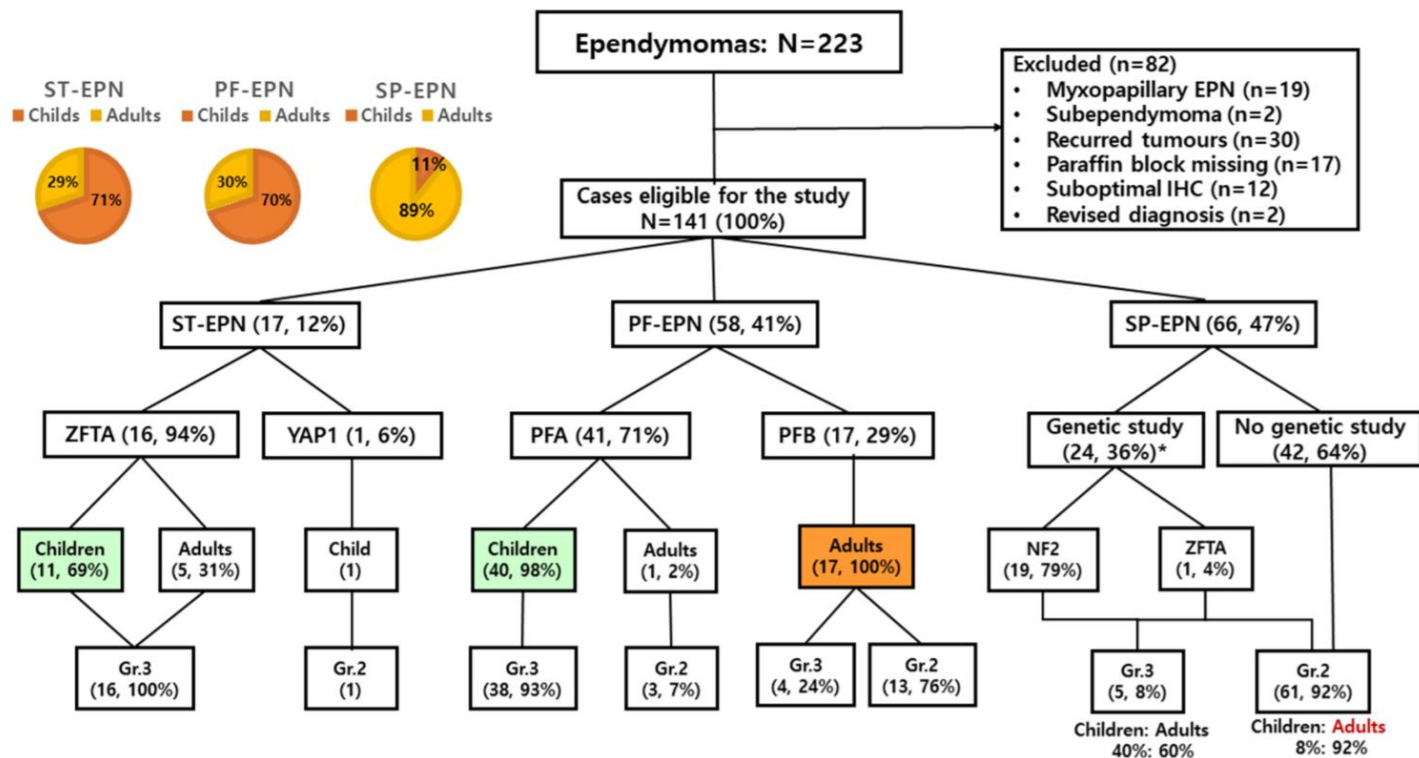 Ependymomas: N=223
ST-EPN
Childs Adults
29%
71%
PF-EPN
Childs Adults
30%
70%
SP-EPN
Childs Adults
11%
89%
Excluded (n=82)
• Myxopapillary EPN (n=19)
• Subependymoma (n=2)
• Recurred tumours (n=30)
• Paraffin block missing (n=17)
• Suboptimal IHC (n=12)
• Revised diagnosis (n=2)
Cases eligible for the study
N=141 (100%)
ST-EPN (17, 12%)
PF-EPN (58, 41%)
SP-EPN (66, 47%)
ZFTA (16, 94%)
YAP1 (1, 6%)
PFA (41, 71%)
PFB (17, 29%)
Genetic study
(24, 36%)*
No genetic study
(42, 64%)
Children
(11, 69%)
Adults
(5, 31%)
Child
(1)
Children
(40, 98%)
Adults
(1, 2%)
Adults
(17, 100%)
NF2
(19, 79%)
ZFTA
(1, 4%)
Gr.3
(16, 100%)
Gr.2
(1)
Gr.3
(38, 93%)
Gr.2
(3, 7%)
Gr.3
(4, 24%)
Gr.2
(13, 76%)
Gr.3
(5, 8%)
Gr.2
(61, 92%)
Children: Adults
40%: 60%
Children: Adults
8%: 92%